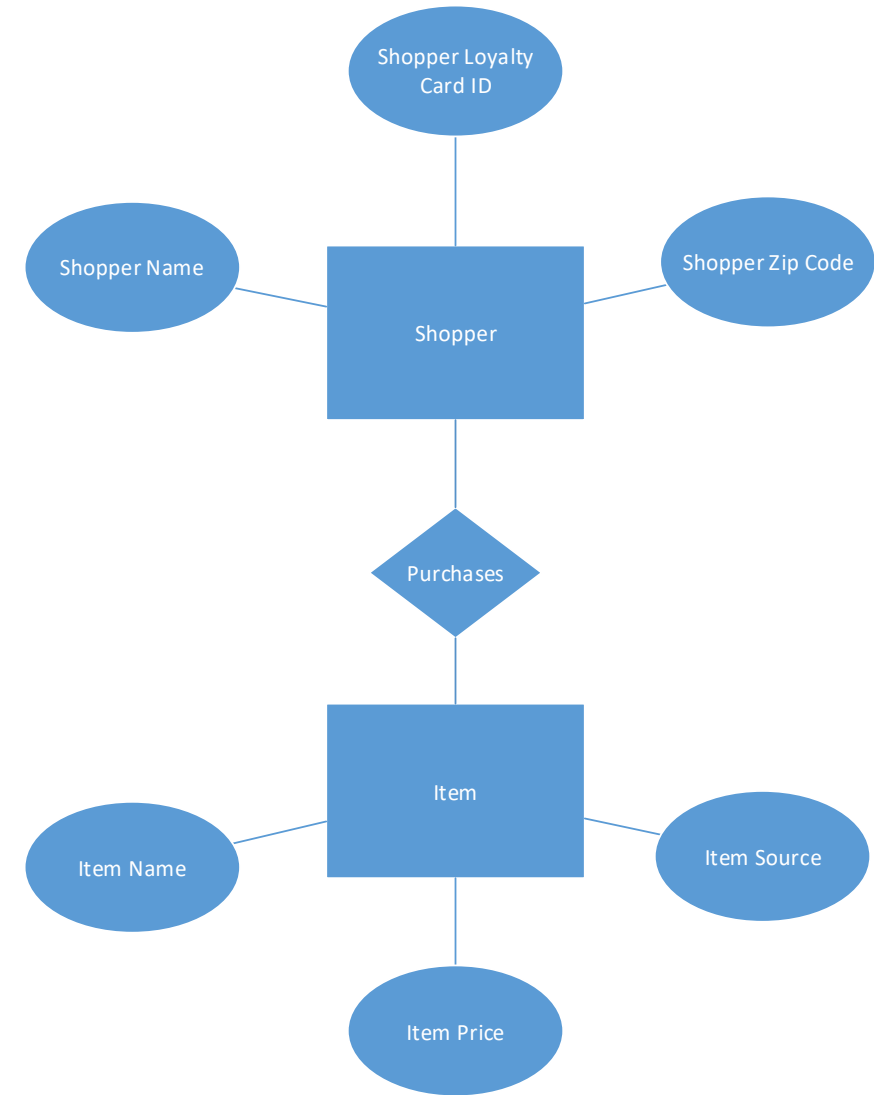 Shopper Loyalty
Card ID
Shopper Name
Shopper Zip Code
Shopper
Purchases
Item
Item Name
Item Source
Item Price